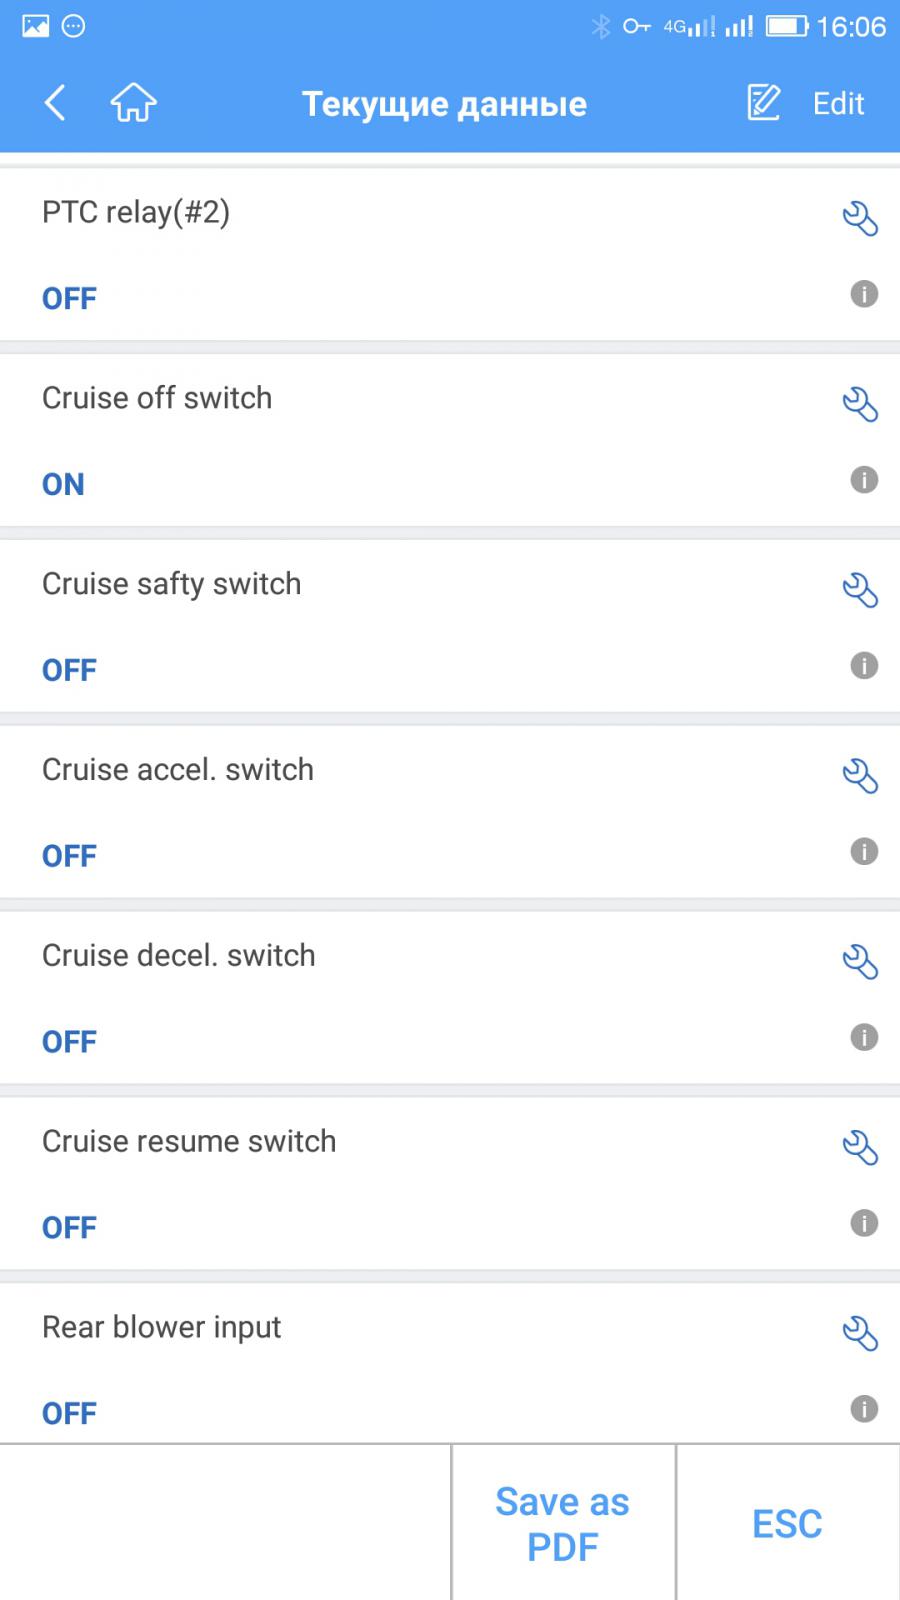 4G 16:06
Текущие данные Edit
PTC relay(#2)
OFF
Cruise off switch
ON
Cruise safty switch
OFF
Cruise accel. switch
OFF
Cruise decel. switch
OFF
Cruise resume switch
OFF
Rear blower input
OFF
Save as
PDF
ESC